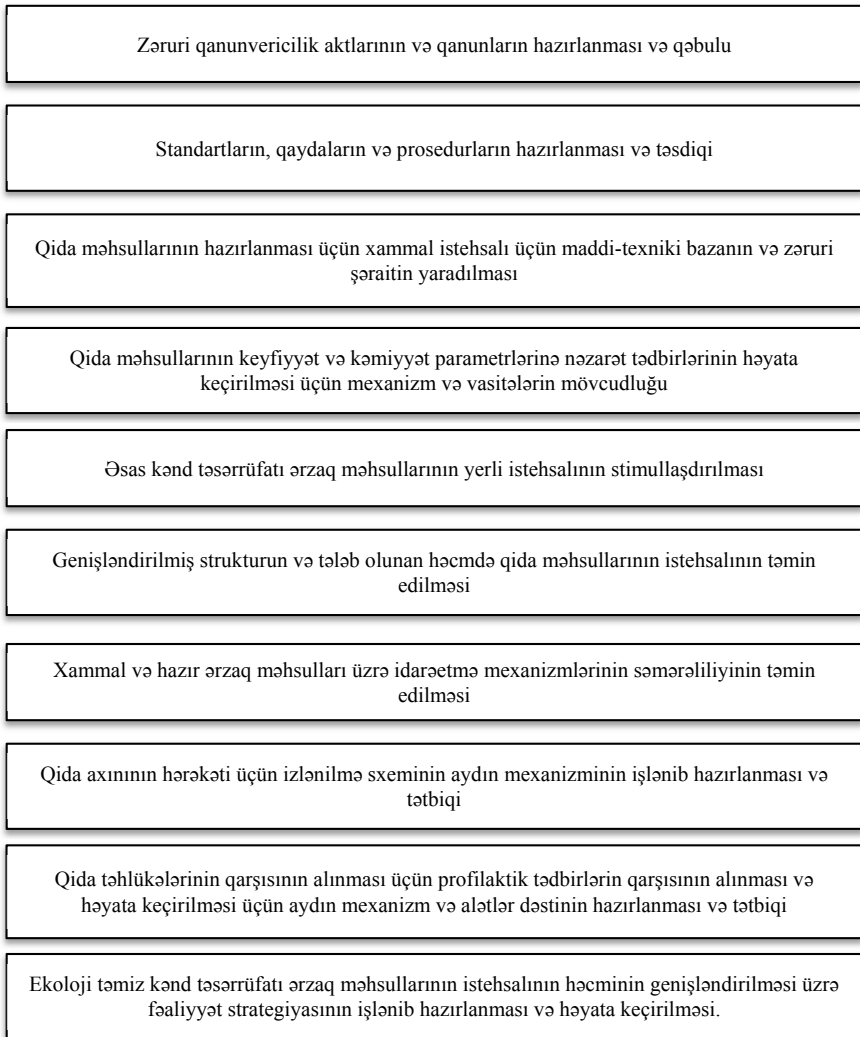 Zəruri qanunvericilik aktlarının və qanunların hazırlanması və qəbulu
Standartların, qaydaların və prosedurların hazırlanması və təsdiqi
Qida məhsullarının hazırlanması üçün xammal istehsalı üçün maddi-texniki bazanın və zəruri
şəraitin yaradılması
Qida məhsullarının keyfiyyət və kəmiyyət parametrlərinə nəzarət tədbirlərinin həyata
keçirilməsi üçün mexanizm və vasitələrin mövcudluğu
Əsas kənd təsərrüfatı ərzaq məhsullarının yerli istehsalının stimullaşdırılması
Genişləndirilmiş strukturun və tələb olunan həcmdə qida məhsullarının istehsalının təmin
edilməsi
Xammal və hazır ərzaq məhsulları üzrə idarəetmə mexanizmlərinin səmərəliliyinin təmin
edilməsi
Qida axınının hərəkəti üçün izlənilmə sxeminin aydın mexanizminin işlənib hazırlanması və
tətbiqi
Qida təhlükələrinin qarşısının alınması üçün profilaktik tədbirlərin qarşısının alınması və
həyata keçirilməsi üçün aydın mexanizm və alətlər dəstinin hazırlanması və tətbiqi
Ekoloji təmiz kənd təsərrüfatı ərzaq məhsullarının istehsalının həcminin genişləndirilməsi üzrə
fəaliyyət strategiyasının işlənib hazırlanması və həyata keçirilməsi.